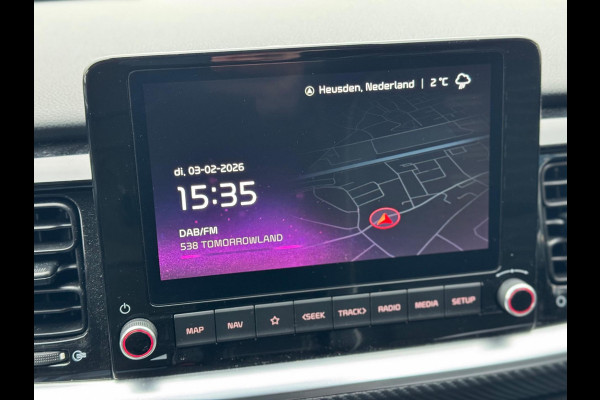 Heusden, Nederland | 2 °C
di, 03-02-2026
15:35
DAB/FM
538 TOMORROWLAND
MAP NAV <SEEK TRACK> RADIO MEDIA SETUP